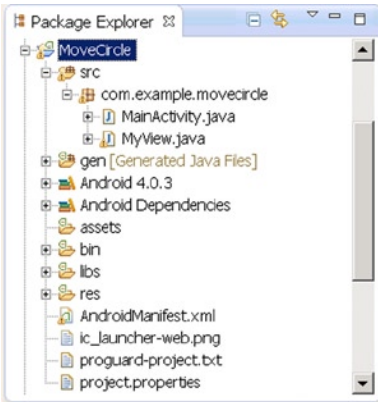 Package Explorer
MoveCircle
src
com.example.movecircle
MainActivity.java
MyView.java
gen [Generated Java Files]
Android 4.0.3
Android Dependencies
assets
bin
libs
res
AndroidManifest.xml
ic_launcher-web.png
proguard-project.txt
project.properties